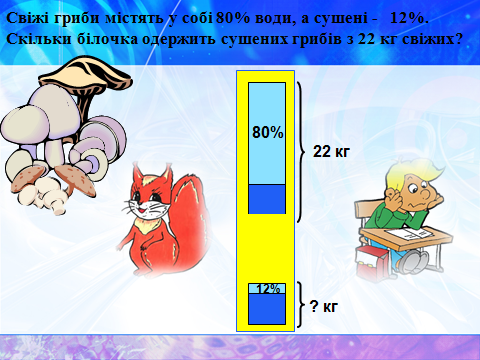 Свіжі гриби містять у собі 80% води, а сушені - 12%.
Скільки білочка одержить сушених грибів з 22 кг свіжих?
80%
22 кг
12%
? кг